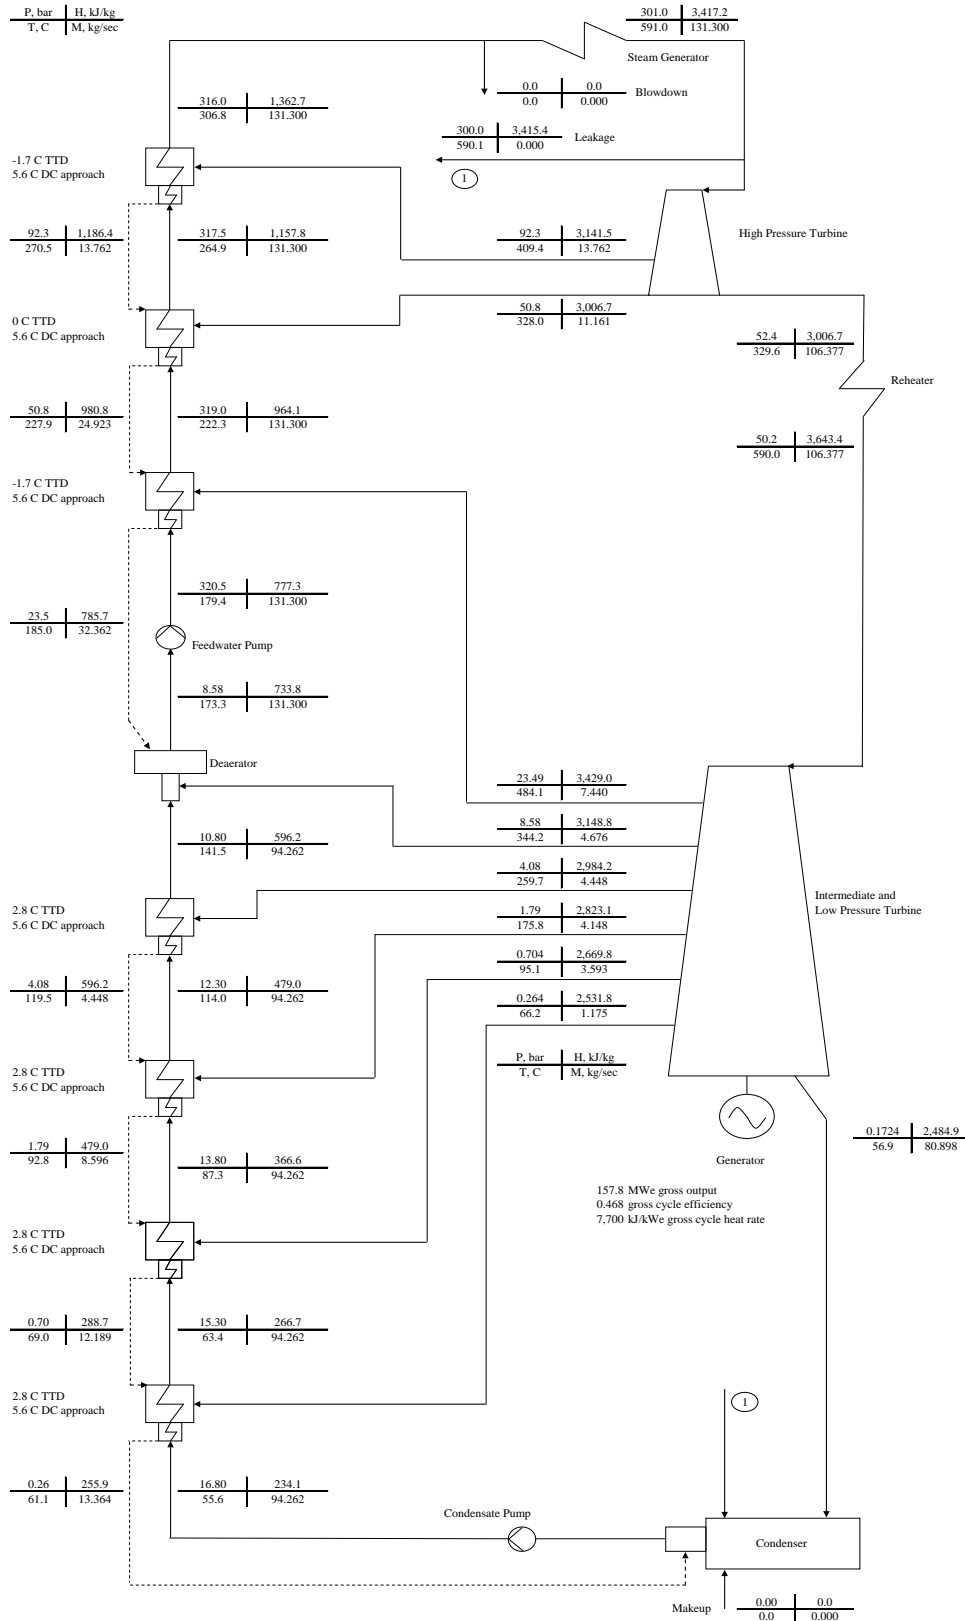 P, bar H, kJ/kg
T, C M, kg/sec
301.0 3,417.2
591.0 131.300
Steam Generator
0.0 0.0
0.0 0.000
Blowdown
316.0 1,362.7
306.8 131.300
300.0 3,415.4
590.1 0.000
Leakage
1
-1.7 C TTD
5.6 C DC approach
92.3 1,186.4
270.5 13.762
317.5 1,157.8
264.9 131.300
92.3 3,141.5
409.4 13.762
High Pressure Turbine
0 C TTD
5.6 C DC approach
50.8 3,006.7
328.0 11.161
52.4 3,006.7
329.6 106.377
Reheater
50.8 980.8
227.9 24.923
319.0 964.1
222.3 131.300
50.2 3,643.4
590.0 106.377
-1.7 C TTD
5.6 C DC approach
320.5 777.3
179.4 131.300
23.5 785.7
185.0 32.362
Feedwater Pump
8.58 733.8
173.3 131.300
Deaerator
23.49 3,429.0
484.1 7.440
8.58 3,148.8
344.2 4.676
10.80 596.2
141.5 94.262
4.08 2,984.2
259.7 4.448
1.79 2,823.1
175.8 4.148
Intermediate and
Low Pressure Turbine
2.8 C TTD
5.6 C DC approach
0.704 2,669.8
95.1 3.593
4.08 596.2
119.5 4.448
12.30 479.0
114.0 94.262
0.264 2,531.8
66.2 1.175
P, bar H, kJ/kg
T, C M, kg/sec
2.8 C TTD
5.6 C DC approach
1.79 479.0
92.8 8.596
13.80 366.6
87.3 94.262
0.1724 2,484.9
56.9 80.898
Generator
157.8 MWe gross output
0.468 gross cycle efficiency
7,700 kJ/kWe gross cycle heat rate
2.8 C TTD
5.6 C DC approach
0.70 288.7
69.0 12.189
15.30 266.7
63.4 94.262
2.8 C TTD
5.6 C DC approach
1
0.26 255.9
61.1 13.364
16.80 234.1
55.6 94.262
Condensate Pump
Condenser
Makeup
0.00 0.0
0.0 0.000